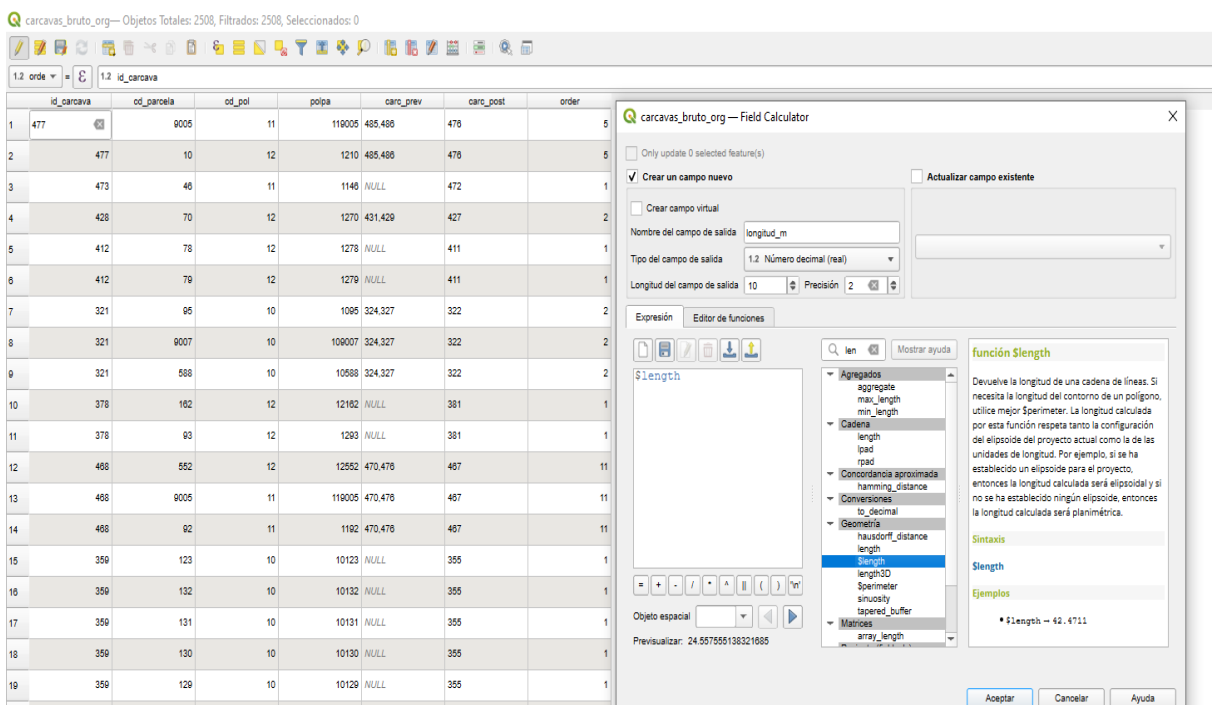 carcavas_bruto_org— Objetos Totales: 2508, Filtrados: 2508, Seleccionados: 0
1.2 orde = ε 1.2 id_carcava
id_carcava cd_parcela cd_pol polpa carc_prev carc_post order
1 477 9005 11 119005 485,486 476 5
2 477 10 12 1210 485,486 476 5
3 473 46 11 1146 NULL 472 1
4 428 70 12 1270 431,429 427 2
5 412 78 12 1278 NULL 411 1
6 412 79 12 1279 NULL 411 1
7 321 95 10 1095 324,327 322 2
8 321 9007 10 109007 324,327 322 2
9 321 588 10 10588 324,327 322 2
10 378 162 12 12162 NULL 381 1
11 378 93 12 1293 NULL 381 1
12 468 552 12 12552 470,476 467 11
13 468 9005 11 119005 470,476 467 11
14 468 92 11 1192 470,476 467 11
15 359 123 10 10123 NULL 355 1
16 359 132 10 10132 NULL 355 1
17 359 131 10 10131 NULL 355 1
18 359 130 10 10130 NULL 355 1
19 359 129 10 10129 NULL 355 1
carcavas_bruto_org — Field Calculator
X
Only update 0 selected feature(s)
Crear un campo nuevo
Actualizar campo existente
Crear campo virtual
Nombre del campo de salida longitud_m
Tipo del campo de salida 1.2 Número decimal (real)
Longitud del campo de salida 10 Precisión 2
Expresión Editor de funciones
$length
= + - / * ^ || ( ) '\n'
Objeto espacial
Previsualizar: 24.557555138321685
len Mostrar ayuda
Agregados
aggregate
max_length
min_length
Cadena
length
lpad
rpad
Concordancia aproximada
hamming_distance
Conversiones
to_decimal
Geometría
hausdorff_distance
length
$length
length3D
$perimeter
sinuosity
tapered_buffer
Matrices
array_length
función $length
Devuelve la longitud de una cadena de líneas. Si
necesita la longitud del contorno de un polígono,
utilice mejor $perimeter. La longitud calculada
por esta función respeta tanto la configuración
del elipsoide del proyecto actual como la de las
unidades de longitud. Por ejemplo, si se ha
establecido un elipsoide para el proyecto,
entonces la longitud calculada será elipsoidal y si
no se ha establecido ningún elipsoide, entonces
la longitud calculada será planimétrica.
Sintaxis
$length
Ejemplos
• $length → 42.4711
Aceptar Cancelar Ayuda